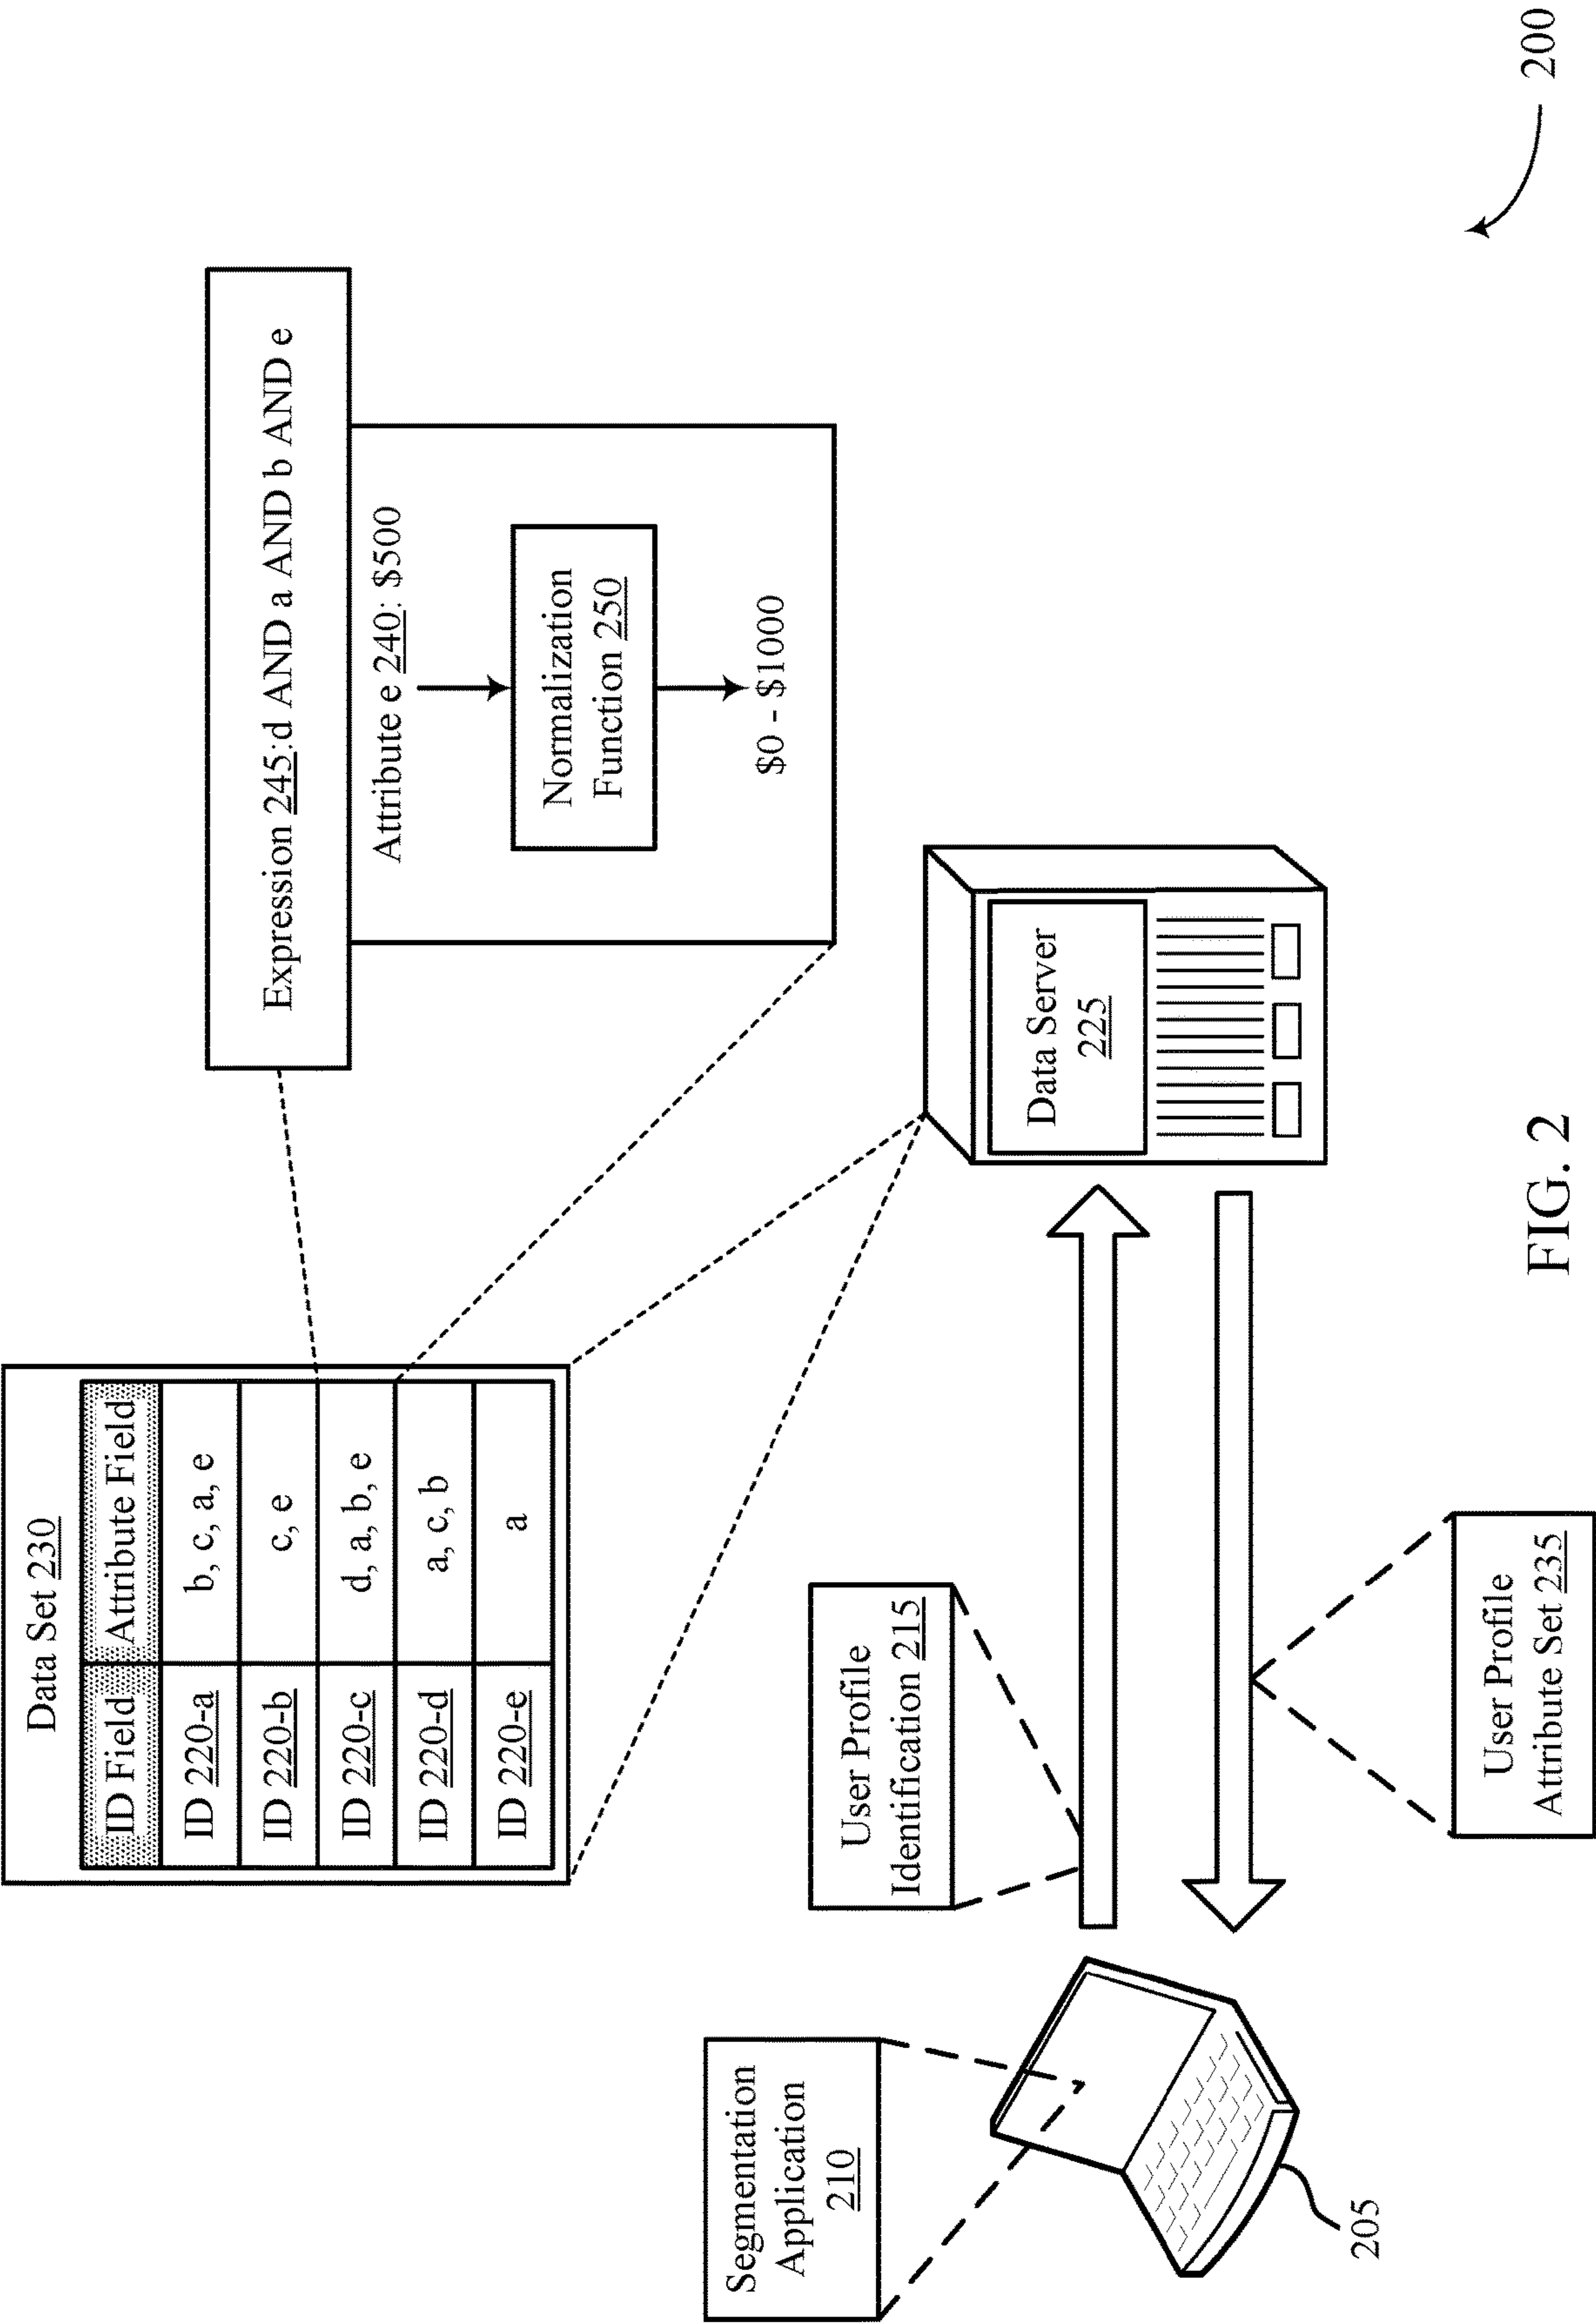 Data Set 230
ID Field Attribute Field
ID 220-a b, c, a, e
ID 220-b c, e
ID 220-c d, a, b, e
ID 220-d a, c, b
ID 220-e a
Expression 245:d AND a AND b AND e
Attribute e 240: $500
Normalization
Function 250
$0 - $1000
Segmentation
Application
210
User Profile
Identification 215
Data Server
225
205
User Profile
Attribute Set 235
200
FIG. 2